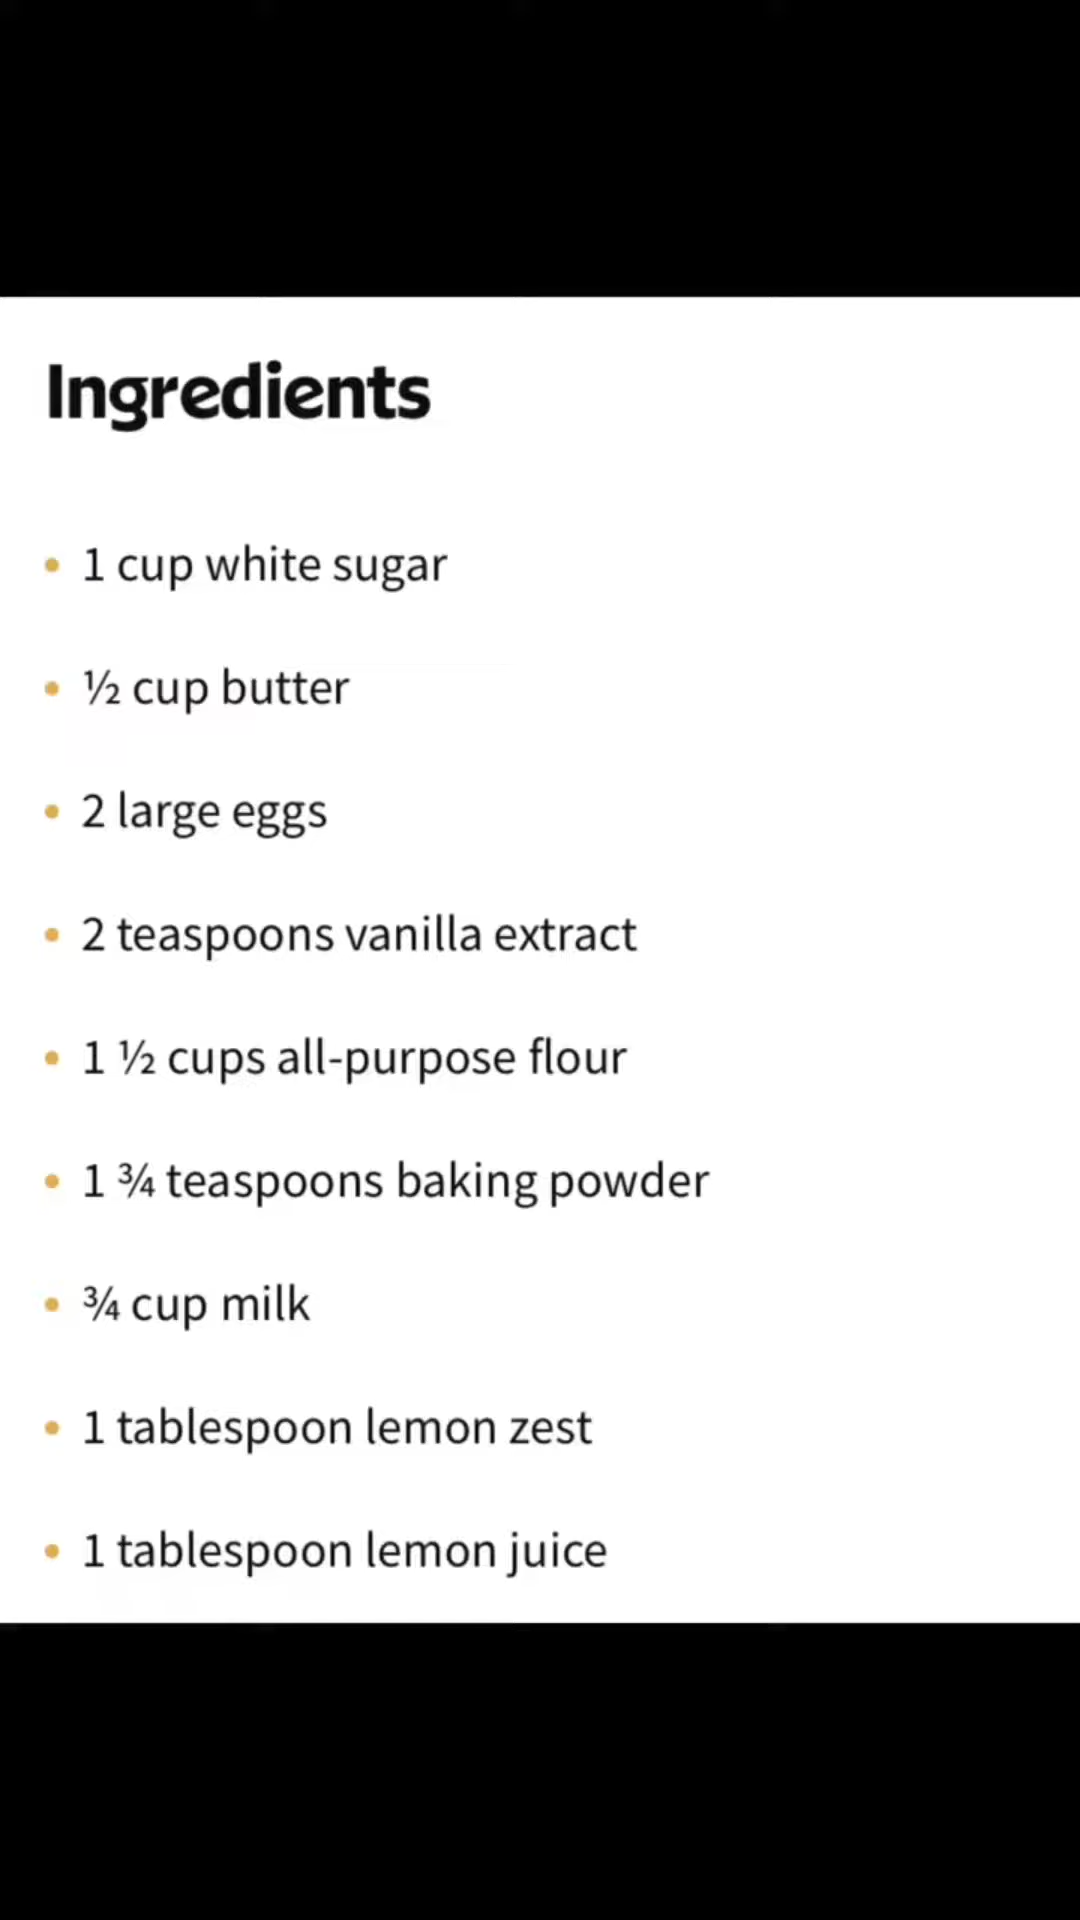 Ingredients
• 1 cup white sugar
• ½ cup butter
• 2 large eggs
• 2 teaspoons vanilla extract
• 1 ½ cups all-purpose flour
• 1 ¾ teaspoons baking powder
• ¾ cup milk
• 1 tablespoon lemon zest
• 1 tablespoon lemon juice